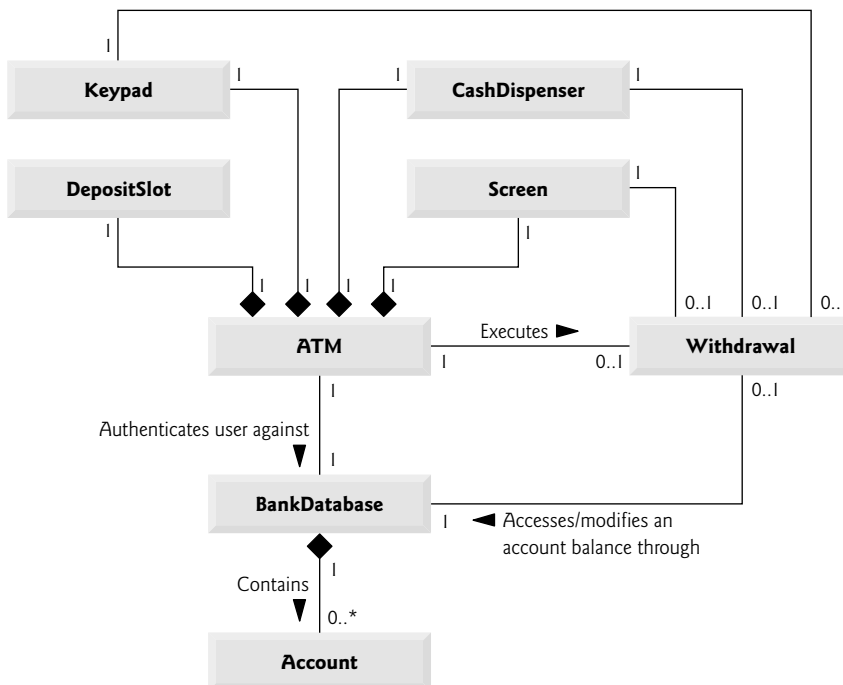 1
Keypad
1
1
CashDispenser
1
DepositSlot
1
Screen
1
1
1
1
1
1
0..1
0..1
0..
ATM
Executes
1
0..1
Withdrawal
1
0..1
Authenticates user against
1
BankDatabase
1
Accesses/modifies an
account balance through
1
Contains
0..*
Account